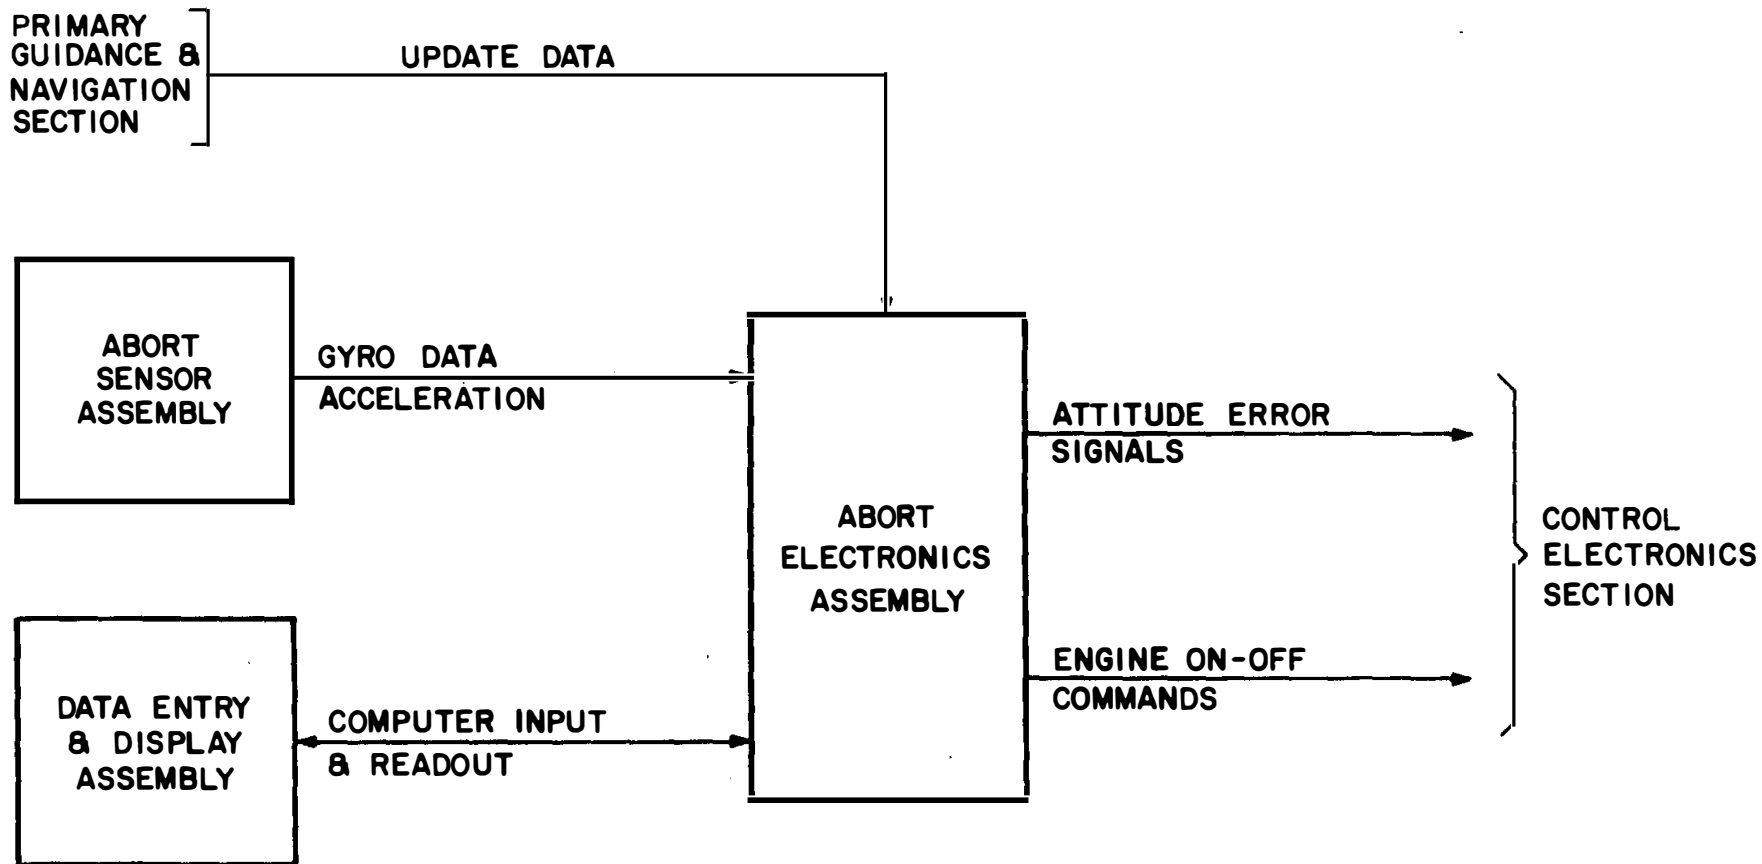 PRIMARY
GUIDANCE &
NAVIGATION
SECTION
UPDATE DATA
ABORT
SENSOR
ASSEMBLY
GYRO DATA
ACCELERATION
ABORT
ELECTRONICS
ASSEMBLY
ATTITUDE ERROR
SIGNALS
CONTROL
ELECTRONICS
SECTION
ENGINE ON-OFF
COMMANDS
DATA ENTRY
& DISPLAY
ASSEMBLY
COMPUTER INPUT
& READOUT